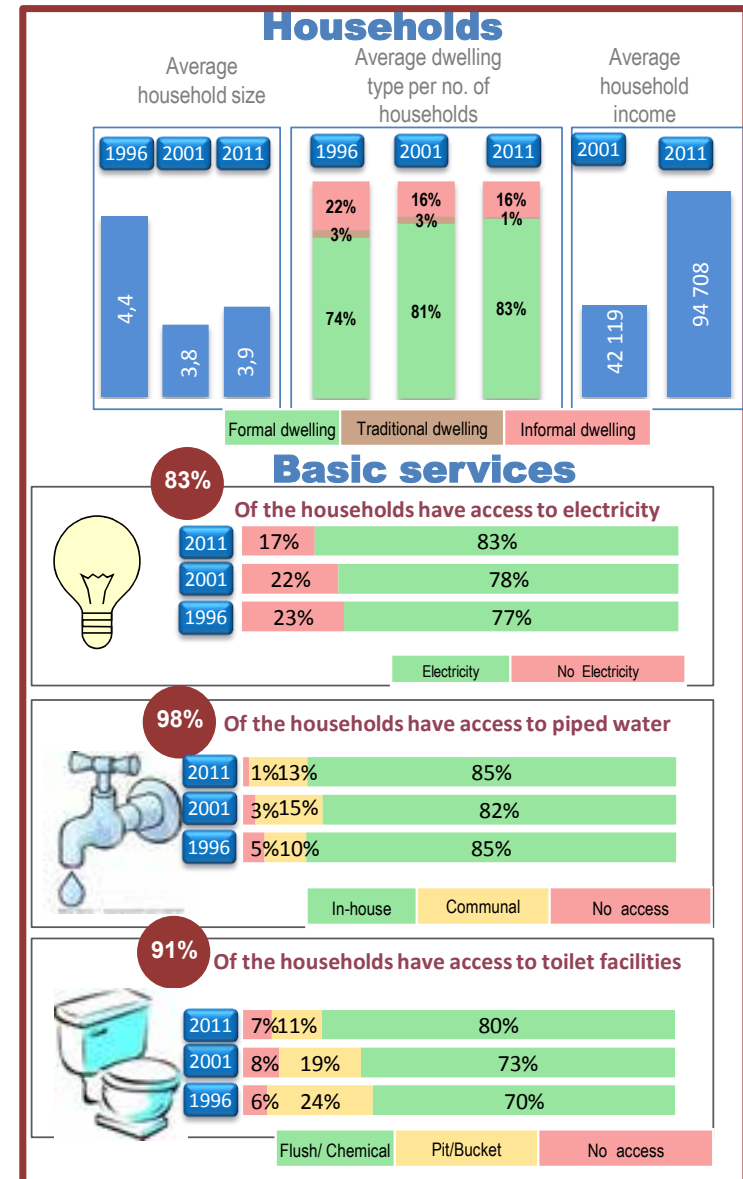 Households
Average
household size
Average dwelling
type per no. of
households
Average
household
income
1996 2001 2011
4,4
3,8
3,9
1996 2001 2011
22%
3%
74%
16%
3%
81%
16%
1%
83%
2001 2011
42 119
94 708
Formal dwelling Traditional dwelling Informal dwelling
Basic services
83%
Of the households have access to electricity
2011 17% 83%
2001 22% 78%
1996 23% 77%
Electricity No Electricity
98%
Of the households have access to piped water
2011 1% 13% 85%
2001 3% 15% 82%
1996 5% 10% 85%
In-house Communal No access
91%
Of the households have access to toilet facilities
2011 7% 11% 80%
2001 8% 19% 73%
1996 6% 24% 70%
Flush/ Chemical Pit/Bucket No access